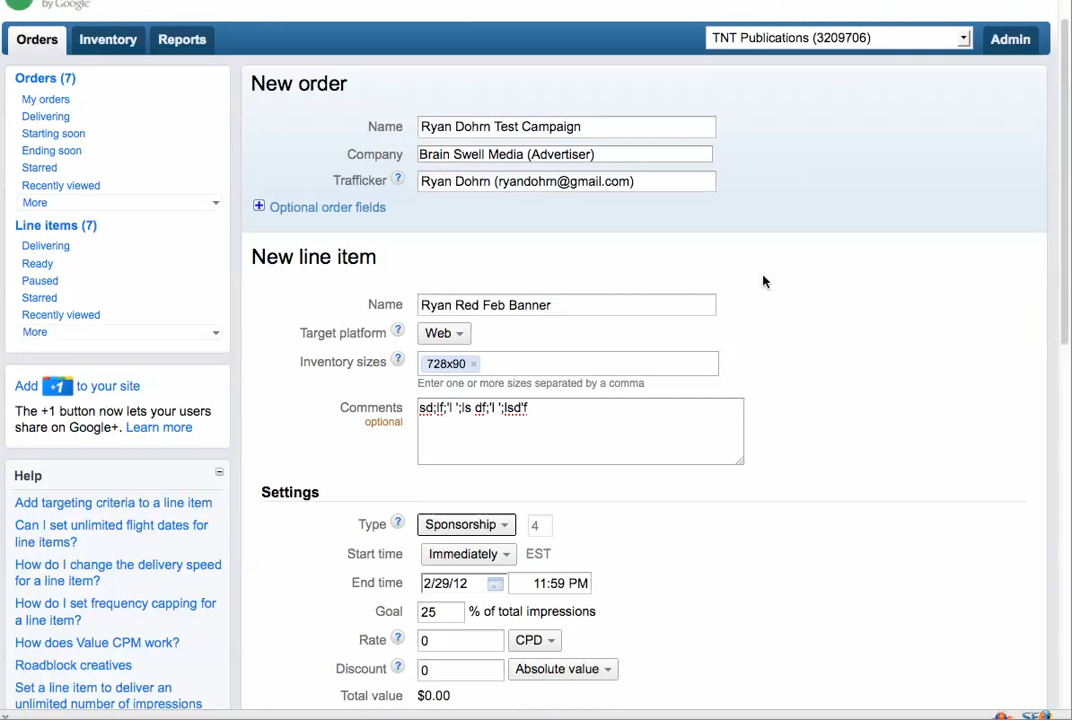 by Google
Orders Inventory Reports TNT Publications (3209706) Admin
Orders (7)
My orders
Delivering
Starting soon
Ending soon
Starred
Recently viewed
More
Line items (7)
Delivering
Ready
Paused
Starred
Recently viewed
More
Add +1 to your site
The +1 button now lets your users
share on Google+. Learn more
Help
Add targeting criteria to a line item
Can I set unlimited flight dates for
line items?
How do I change the delivery speed
for a line item?
How do I set frequency capping for
a line item?
How does Value CPM work?
Roadblock creatives
Set a line item to deliver an
unlimited number of impressions
New order
Name Ryan Dohrn Test Campaign
Company Brain Swell Media (Advertiser)
Trafficker ? Ryan Dohrn (ryandohrn@gmail.com)
Optional order fields
New line item
Name Ryan Red Feb Banner
Target platform ? Web
Inventory sizes ? 728x90 ×
Enter one or more sizes separated by a comma
Comments sd;lf;'l ';ls df;'l ';lsd'f
optional
Settings
Type ? Sponsorship 4
Start time Immediately EST
End time 2/29/12 11:59 PM
Goal 25 % of total impressions
Rate ? 0 CPD
Discount ? 0 Absolute value
Total value $0.00